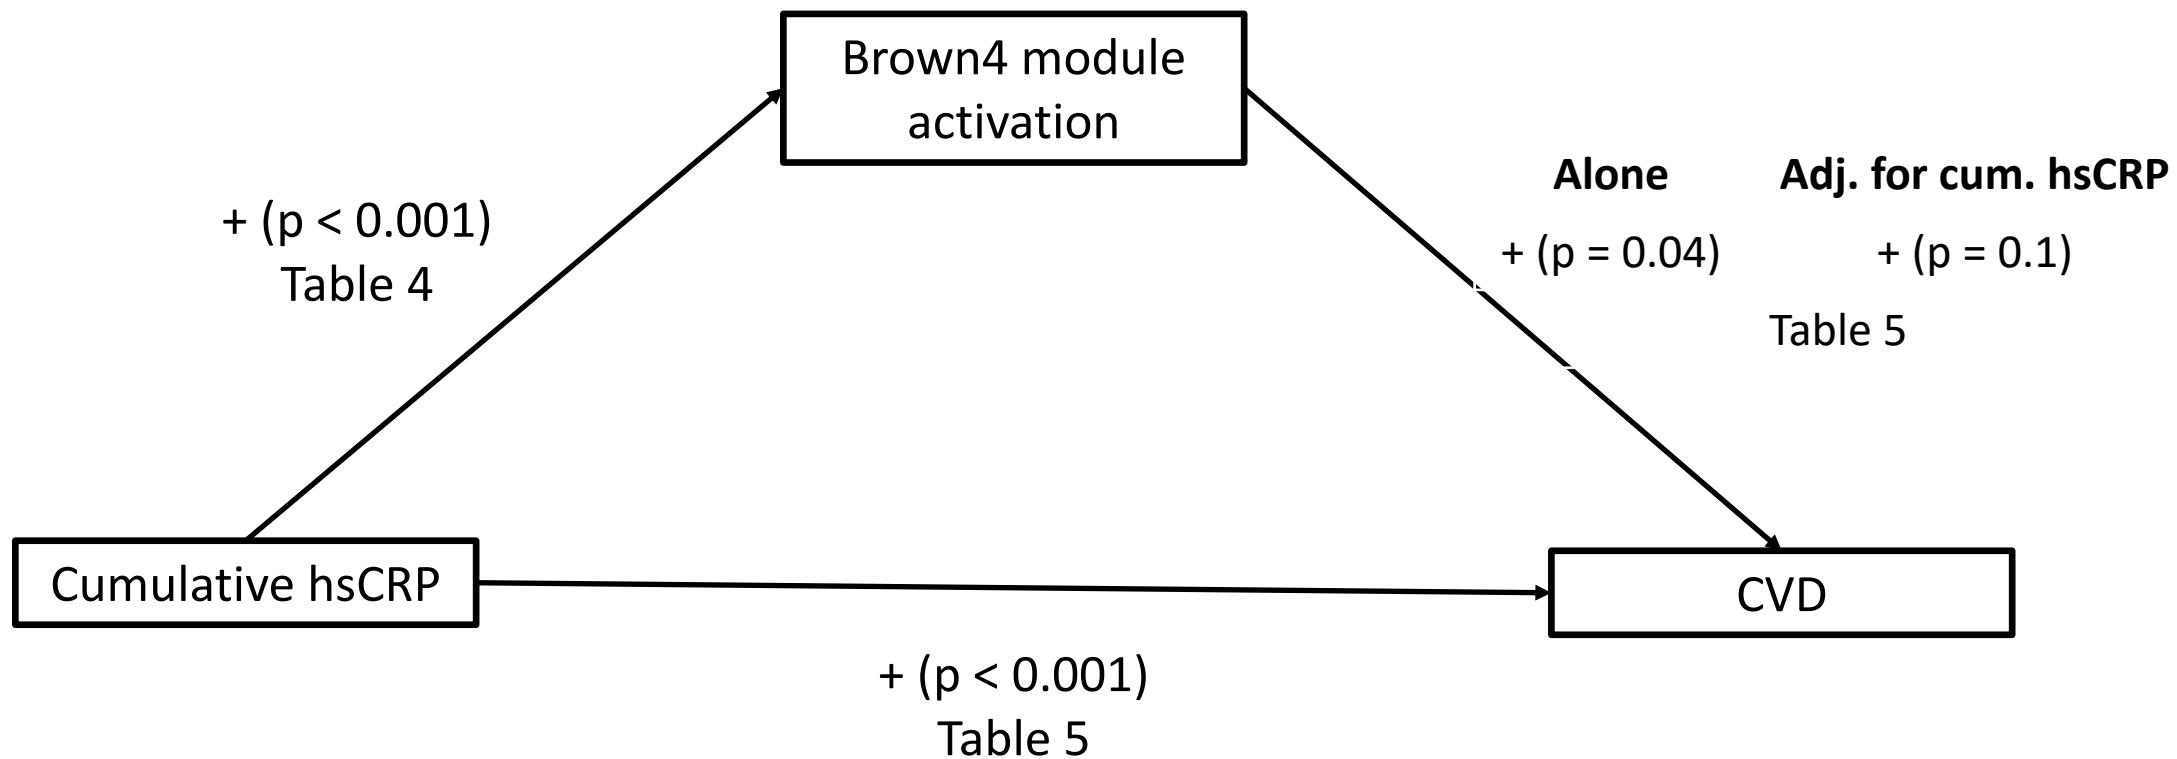 Brown4 module
activation
Alone Adj. for cum. hsCRP
+ (p < 0.001)
+ (p = 0.04) + (p = 0.1)
Table 4
Table 5
Cumulative hsCRP
CVD
+ (p < 0.001)
Table 5